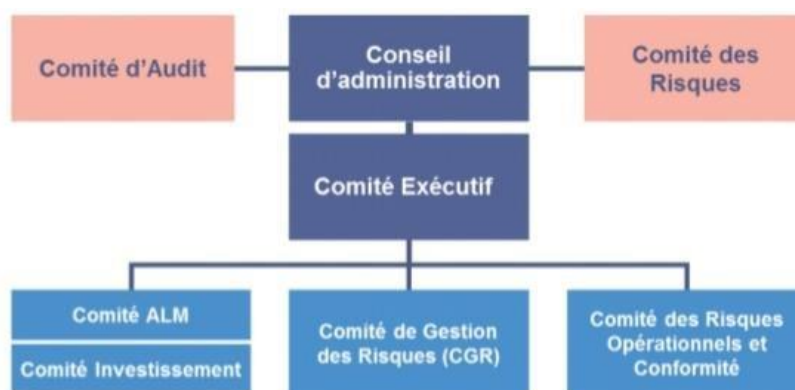 Comité d'Audit
Conseil
d'administration
Comité des
Risques
Comité Exécutif
Comité ALM
Comité Investissement
Comité de Gestion
des Risques (CGR)
Comité des Risques
Opérationnels et
Conformité